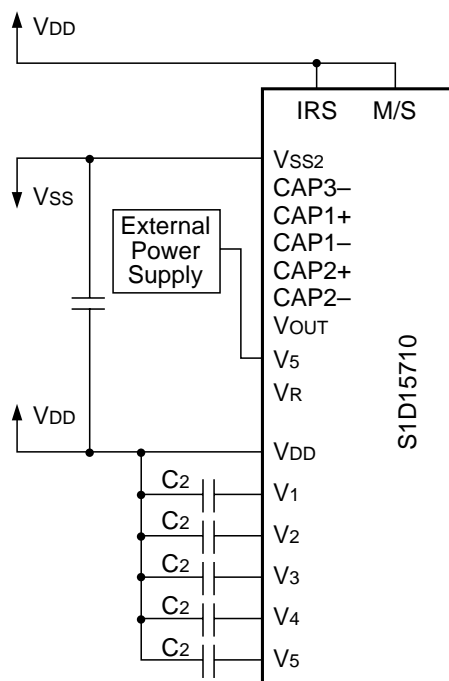 VDD
IRS M/S
VSS2
CAP3–
VSS
CAP1+
External
Power
Supply
CAP1–
CAP2+
CAP2–
VOUT
V5
S1D15710
VR
VDD
VDD
C2 V1
C2 V2
C2 V3
C2 V4
C2 V5